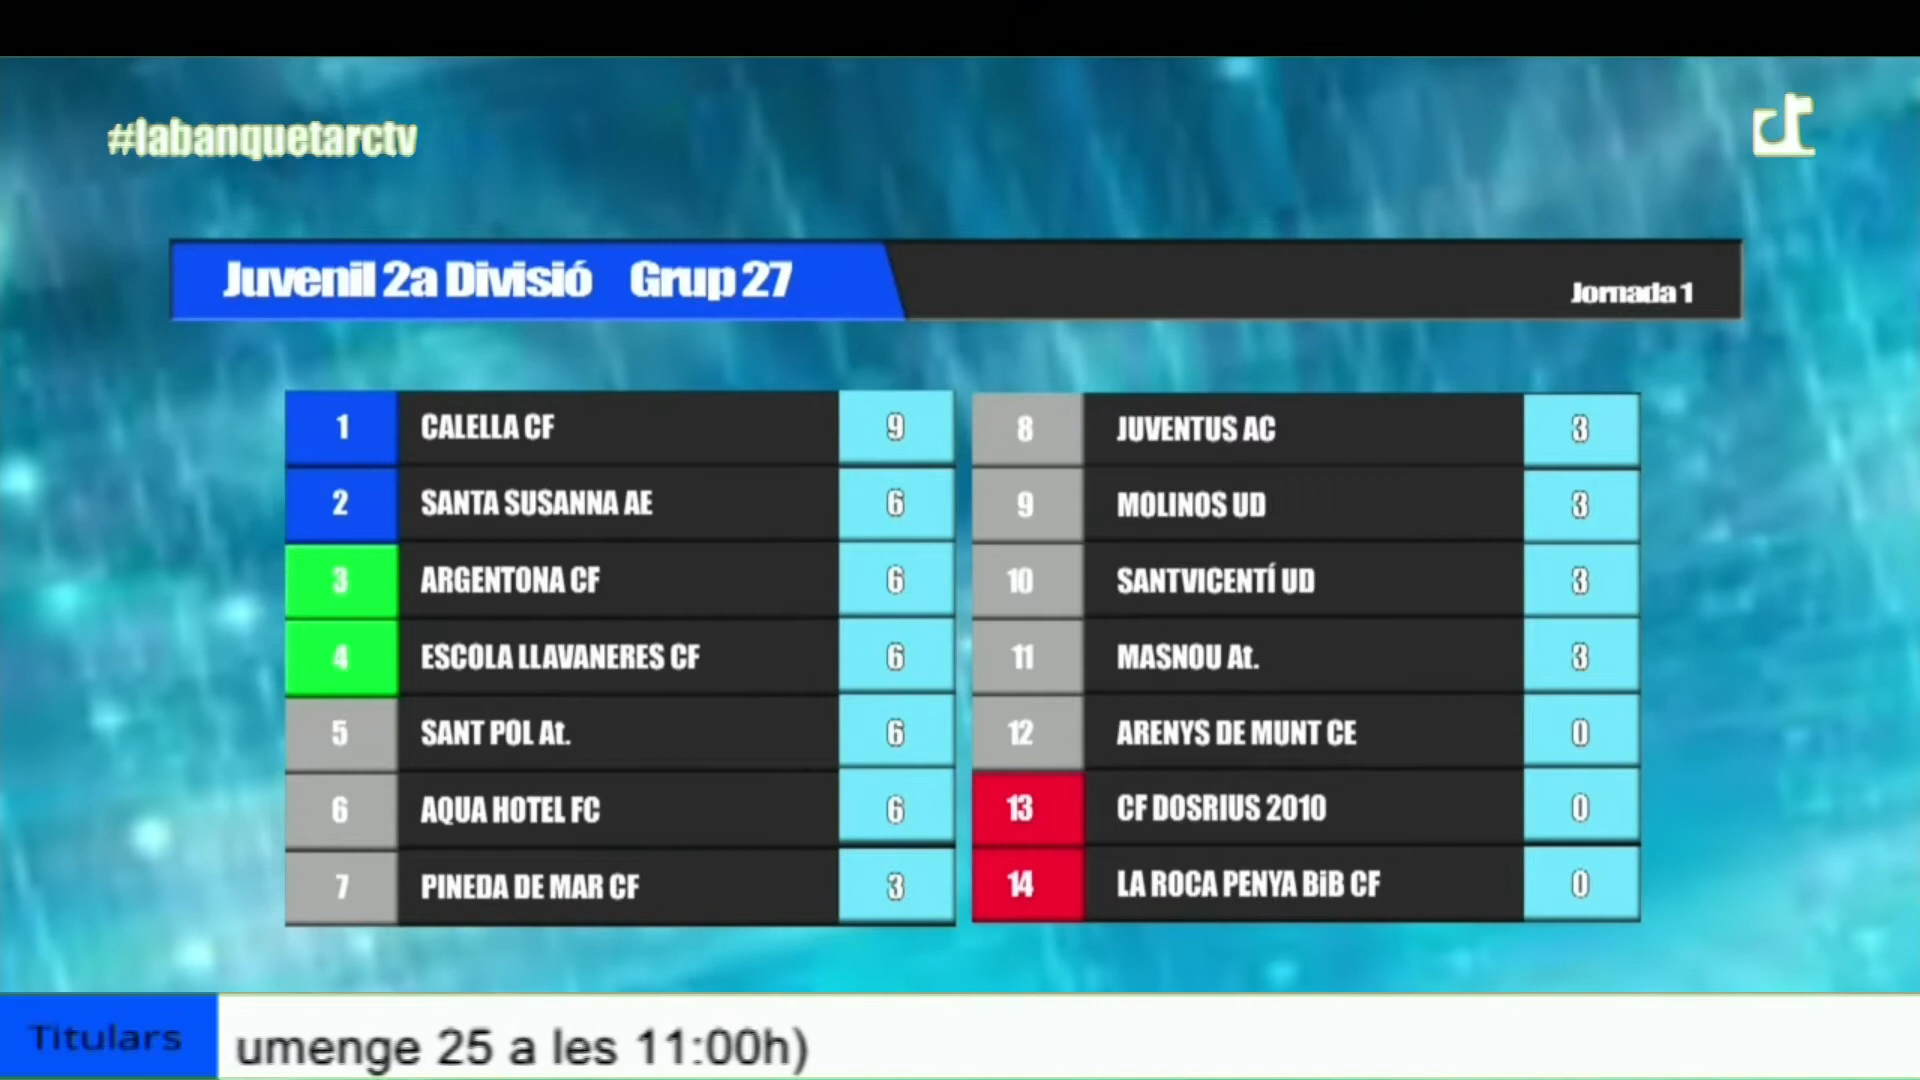 #labanquetarctv
Juvenil 2a Divisió Grup 27
Jornada 1
1 CALELLA CF 9
2 SANTA SUSANNA AE 6
3 ARGENTONA CF 6
4 ESCOLA LLAVANERES CF 6
5 SANT POL At. 6
6 AQUA HOTEL FC 6
7 PINEDA DE MAR CF 3
8 JUVENTUS AC 3
9 MOLINOS UD 3
10 SANTVICENTÍ UD 3
11 MASNOU At. 3
12 ARENYS DE MUNT CE 0
13 CF DOSRIUS 2010 0
14 LA ROCA PENYA BiB CF 0
Titulars
umenge 25 a les 11:00h)